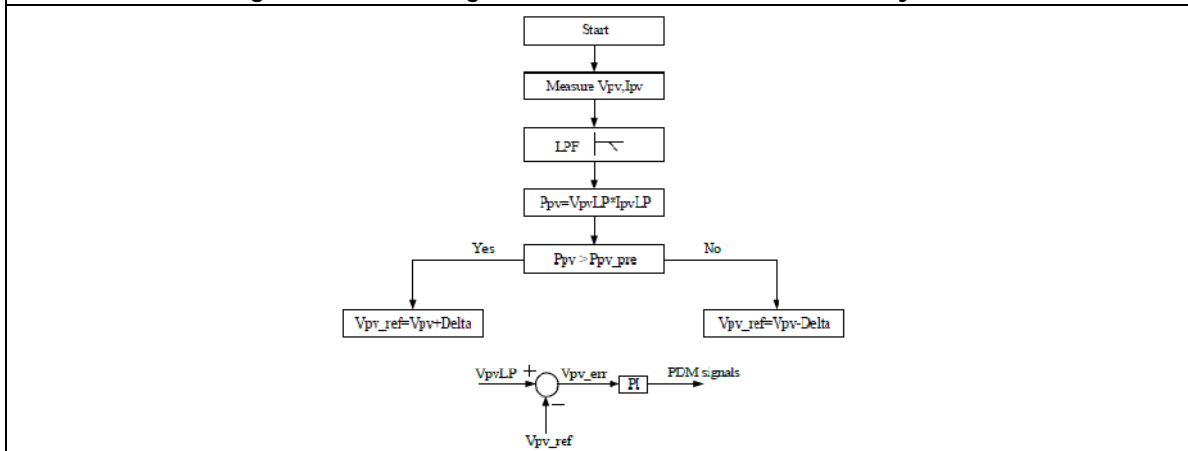 Start
Measure Vpv,Ipv
LPF
Ppv=VpvLP*IpvLP
Yes
No
Ppv > Ppv_pre
Vpv_ref=Vpv+Delta
Vpv_ref=Vpv-Delta
VpvLP + Vpv_err PI PDM signals
−
Vpv_ref